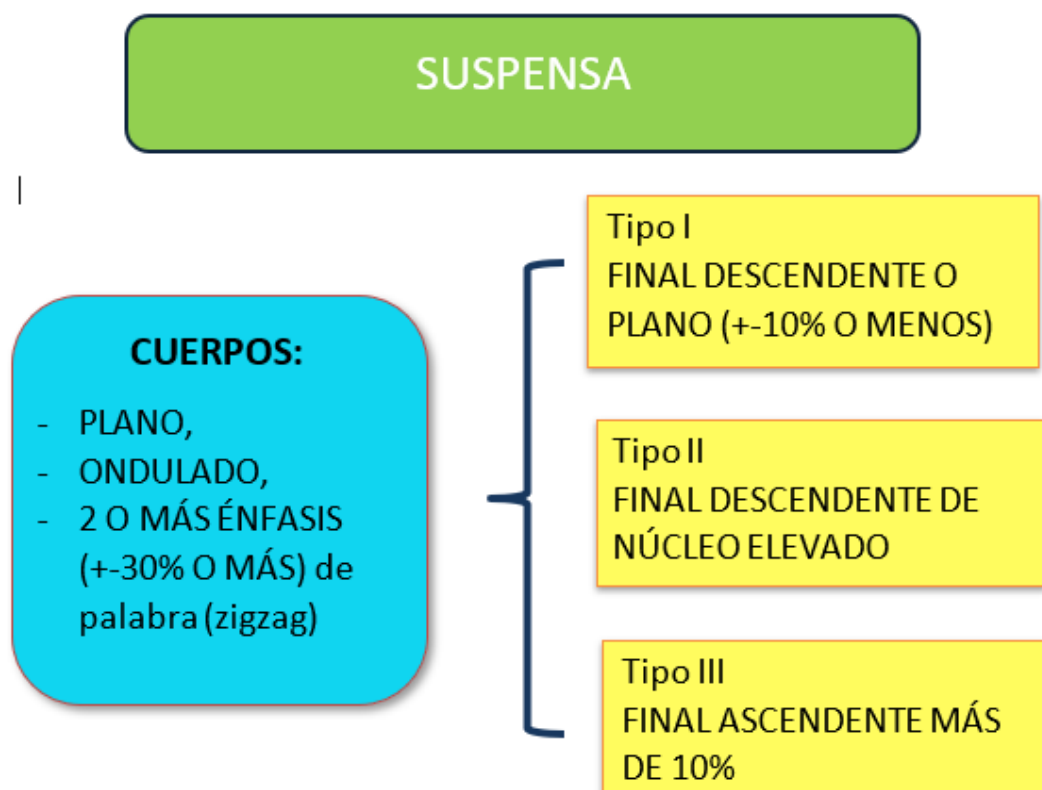 SUSPENSA
CUERPOS:
- PLANO,
- ONDULADO,
- 2 O MÁS ÉNFASIS
(+-30% O MÁS) de
palabra (zigzag)
Tipo I
FINAL DESCENDENTE O
PLANO (+-10% O MENOS)
Tipo II
FINAL DESCENDENTE DE
NÚCLEO ELEVADO
Tipo III
FINAL ASCENDENTE MÁS
DE 10%